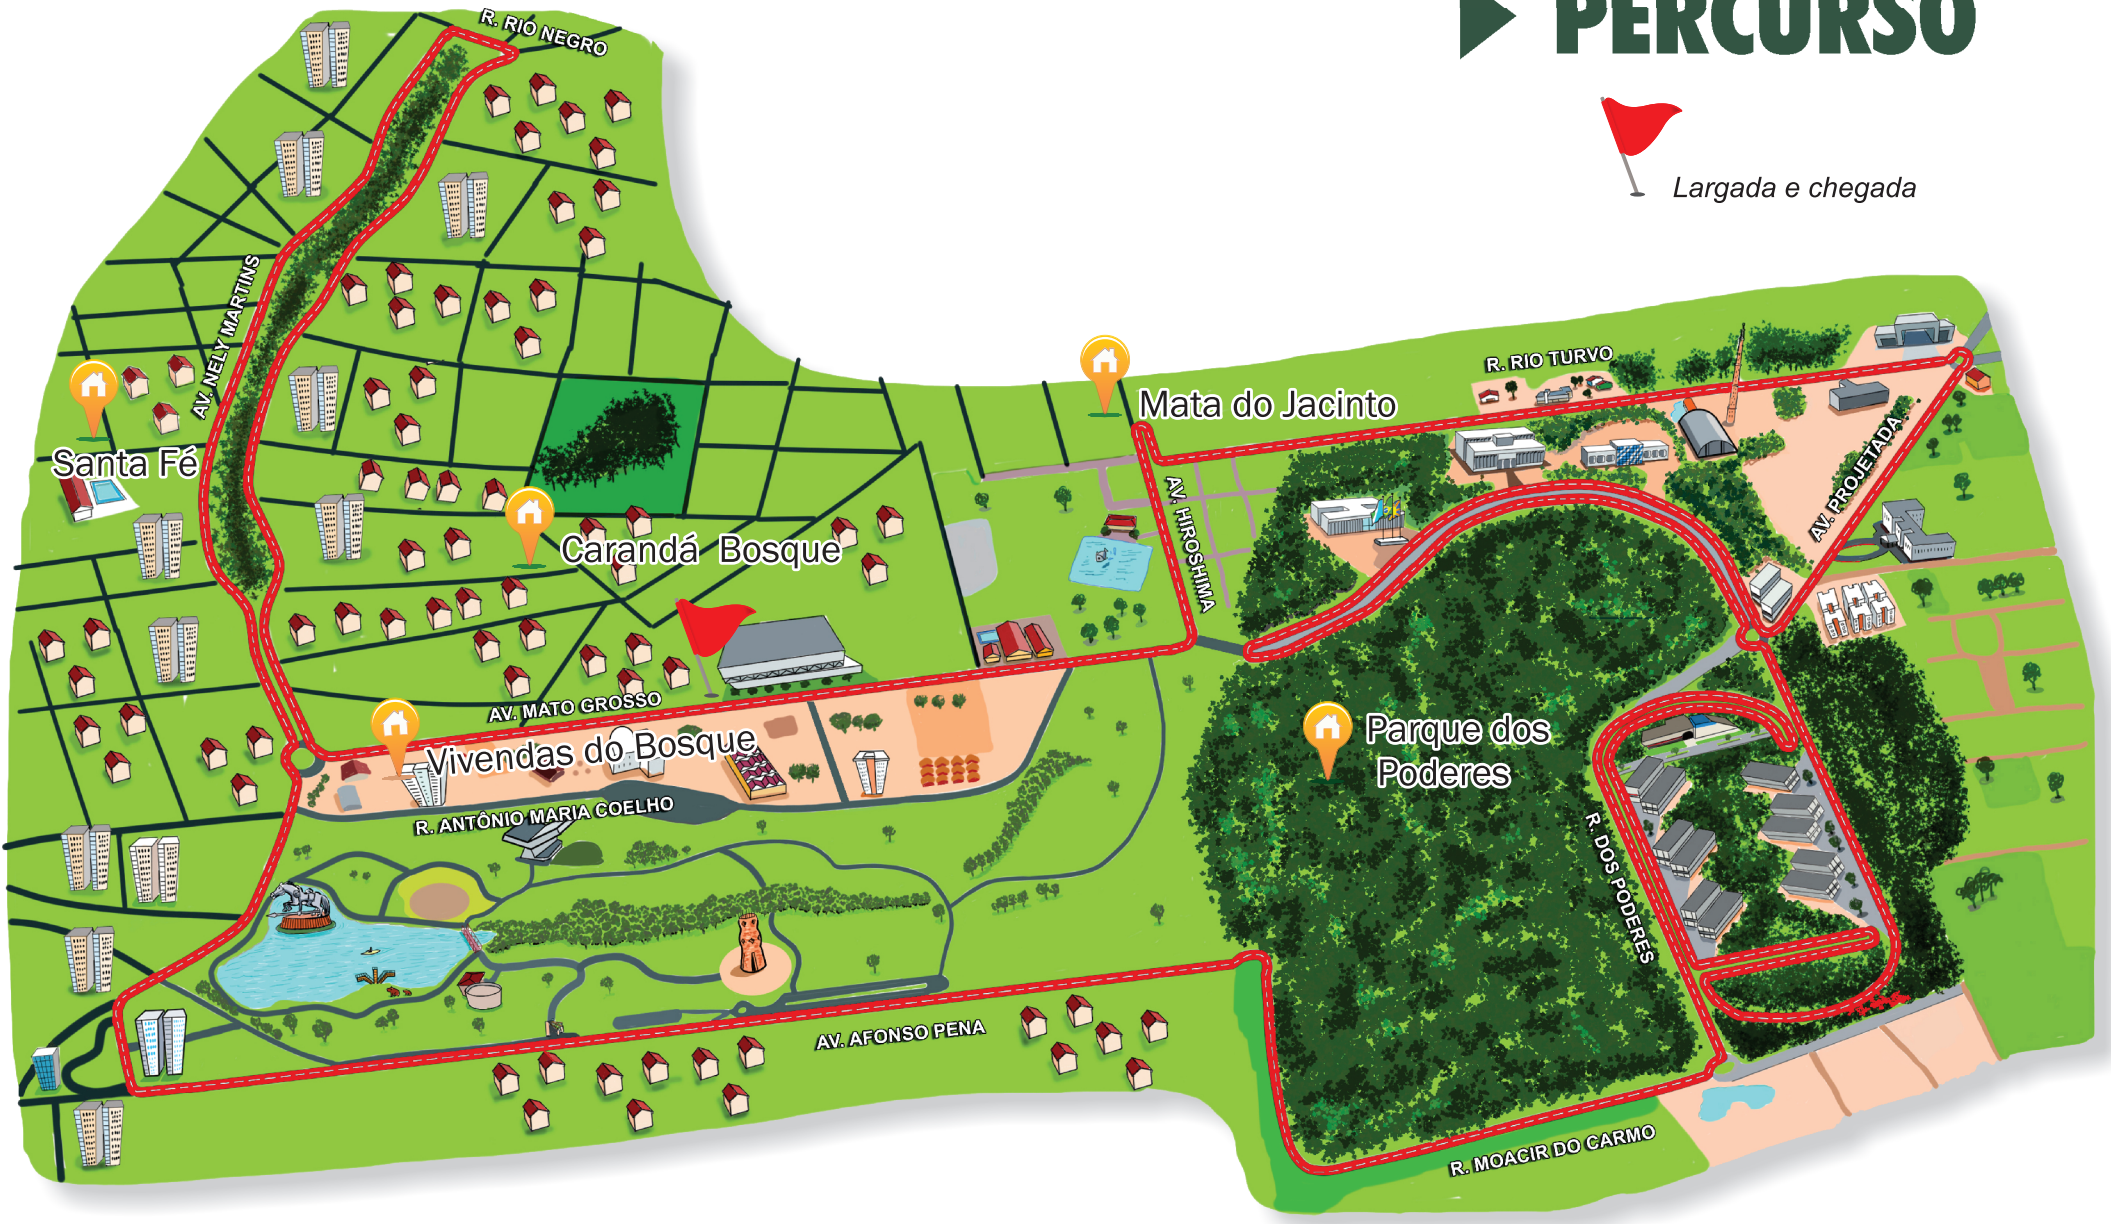 PERCURSO
Largada e chegada
R. RIO NEGRO
AV. NELY MARTINS
Santa Fé
Carandá Bosque
Mata do Jacinto
R. RIO TURVO
AV. PROJETADA
AV. HIROSHIMA
AV. MATO GROSSO
Vivendas do Bosque
R. ANTÔNIO MARIA COELHO
Parque dos
Poderes
R. DOS PODERES
AV. AFONSO PENA
R. MOACIR DO CARMO